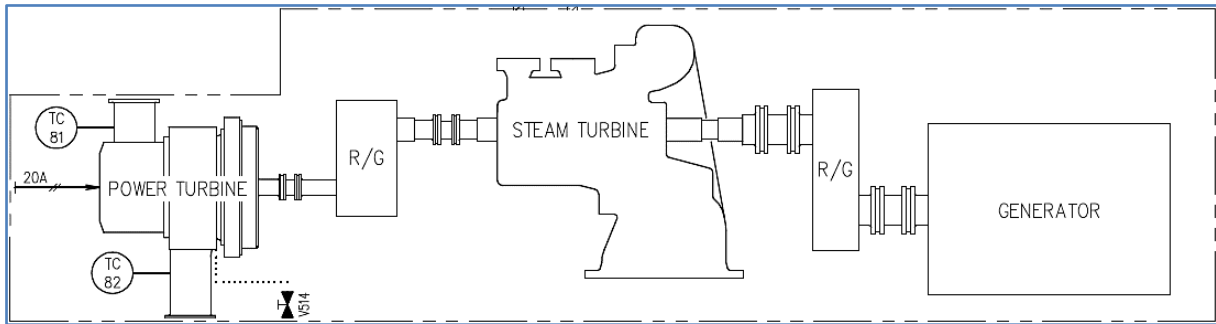 TC
81
20A
POWER TURBINE
TC
82
V514
R/G
STEAM TURBINE
R/G
GENERATOR